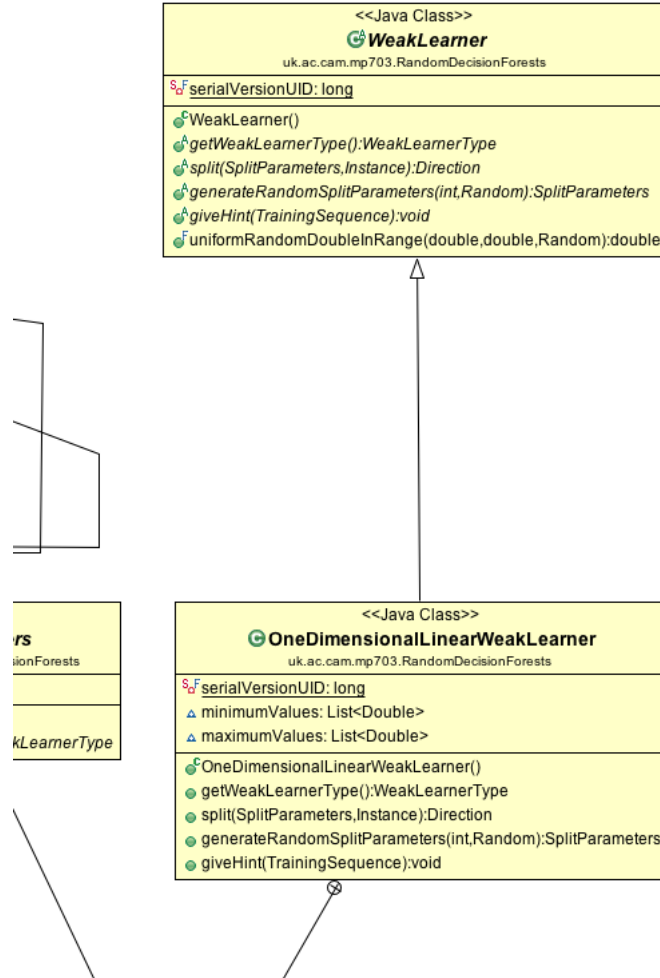 <<Java Class>>
WeakLearner
uk.ac.cam.mp703.RandomDecisionForests
serialVersionUID: long
WeakLearner()
getWeakLearnerType():WeakLearnerType
split(SplitParameters,Instance):Direction
generateRandomSplitParameters(int,Random):SplitParameters
giveHint(TrainingSequence):void
uniformRandomDoubleInRange(double,double,Random):double
rs
sionForests
kLearnerType
<<Java Class>>
OneDimensionalLinearWeakLearner
uk.ac.cam.mp703.RandomDecisionForests
serialVersionUID: long
minimumValues: List<Double>
maximumValues: List<Double>
OneDimensionalLinearWeakLearner()
getWeakLearnerType():WeakLearnerType
split(SplitParameters,Instance):Direction
generateRandomSplitParameters(int,Random):SplitParameters
giveHint(TrainingSequence):void